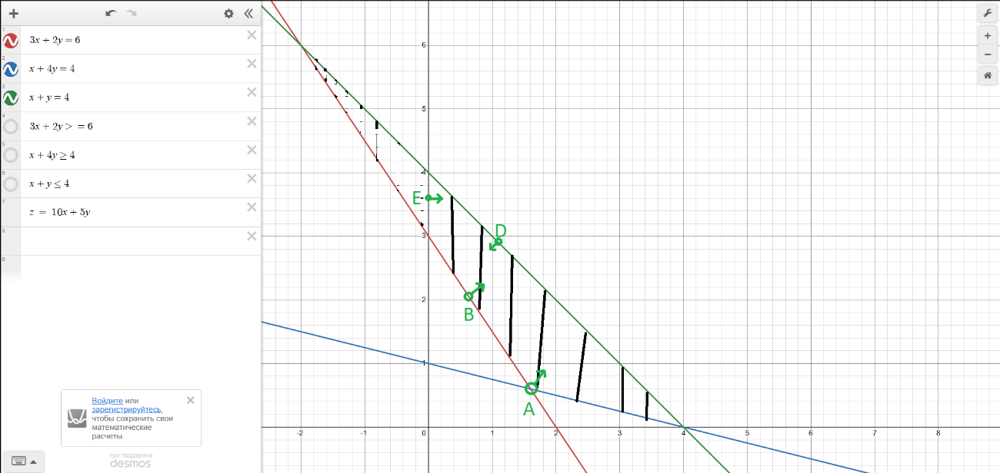 1
3x + 2y = 6
2
x + 4y = 4
3
x + y = 4
4
3x + 2y > = 6
5
x + 4y ≥ 4
6
x + y ≤ 4
7
z = 10x + 5y
8
9
Войдите или
зарегистрируйтесь,
чтобы сохранить свои
математические
расчеты.
при поддержке
desmos
6
5
4
E
3
D
2
B
1
A
-2
-1
0
1
2
3
4
5
6
7
8